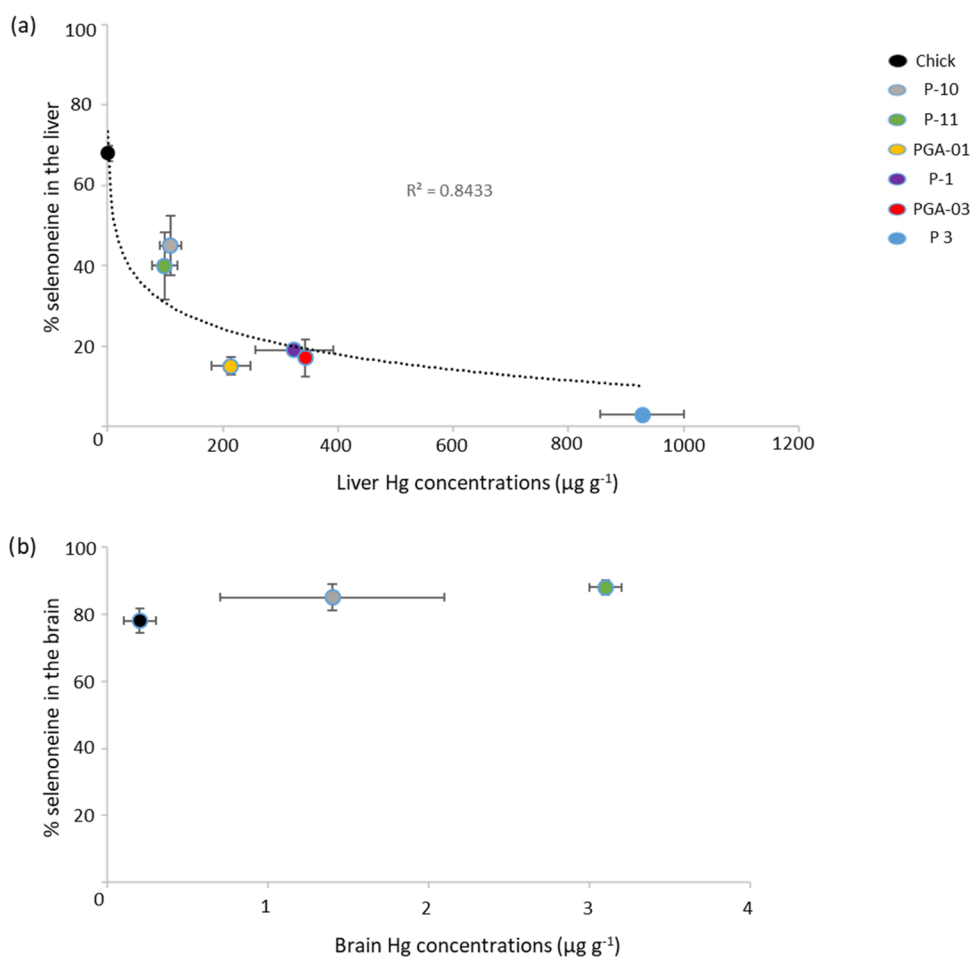 (a)
100
80
60
40
20
0
200
400
600
800
1000
1200
% selenoneine in the liver
R² = 0.8433
Liver Hg concentrations (µg g⁻¹)
Chick
P-10
P-11
PGA-01
P-1
PGA-03
P 3
(b)
100
80
60
40
20
0
1
2
3
4
% selenoneine in the brain
Brain Hg concentrations (µg g⁻¹)